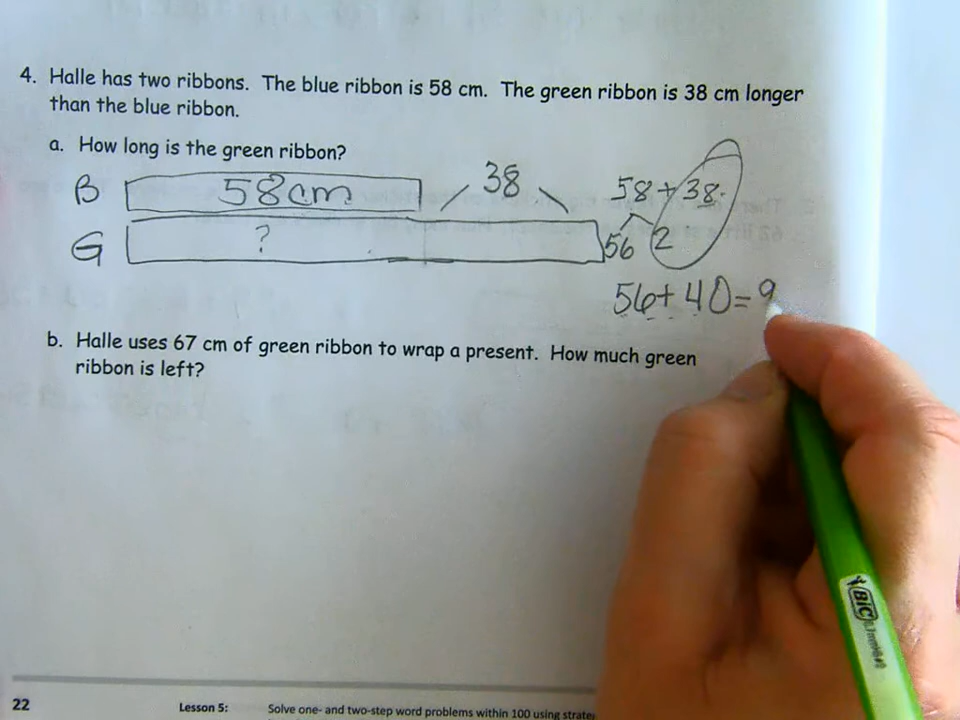 4. Halle has two ribbons. The blue ribbon is 58 cm. The green ribbon is 38 cm longer
than the blue ribbon.
a. How long is the green ribbon?
38
B 58cm 58+38
G ? 56 2
56+40=9
b. Halle uses 67 cm of green ribbon to wrap a present. How much green
ribbon is left?
BIC
22 Lesson 5: Solve one- and two-step word problems within 100 using